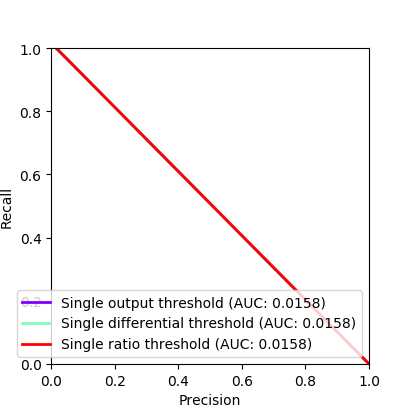 1.0
0.8
0.6
0.4
0.2
0.0
Recall
Single output threshold (AUC: 0.0158)
Single differential threshold (AUC: 0.0158)
Single ratio threshold (AUC: 0.0158)
0.0 0.2 0.4 0.6 0.8 1.0
Precision